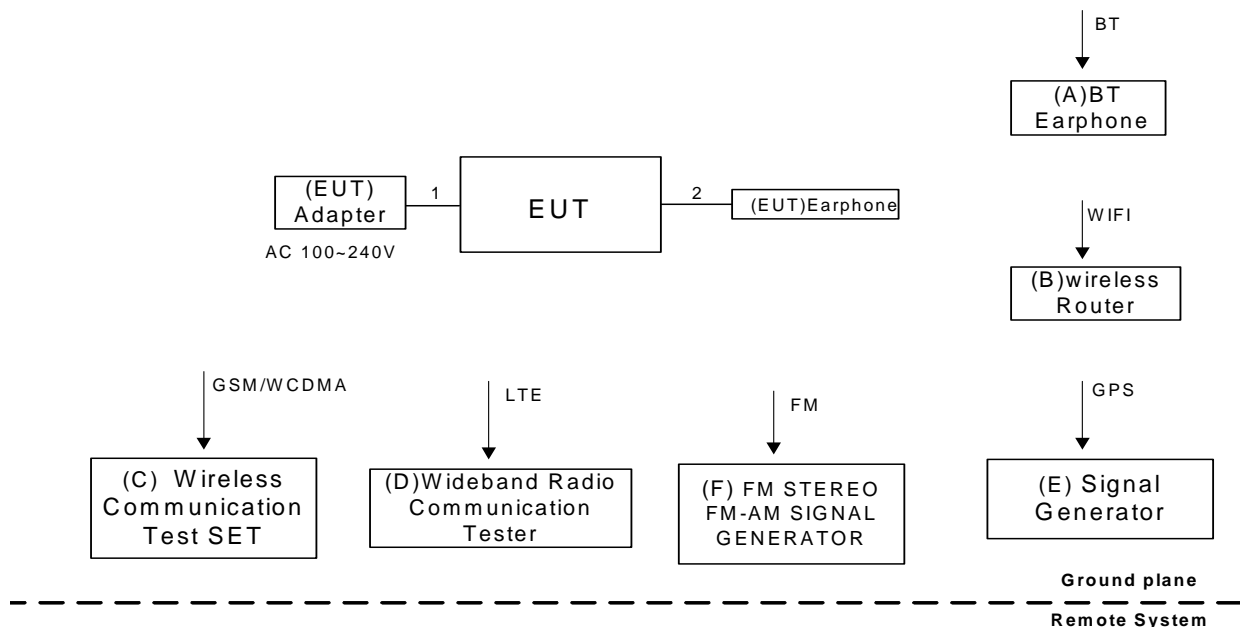 BT
(A)BT
Earphone
(EUT)
Adapter
1
EUT
2
(EUT)Earphone
AC 100~240V
WIFI
(B)wireless
Router
GSM/WCDMA
LTE
FM
GPS
(C) Wireless
Communication
Test SET
(D)Wideband Radio
Communication
Tester
(F) FM STEREO
FM-AM SIGNAL
GENERATOR
(E) Signal
Generator
Ground plane
Remote System